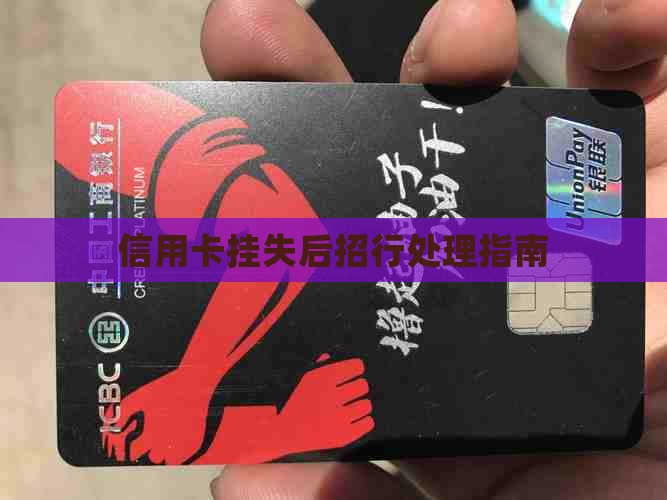 信用卡挂失后招行处理指南
中国工商银行
ICBC
CREDIT PLATINUM
撸起袖子
加油干！
UnionPay
银联